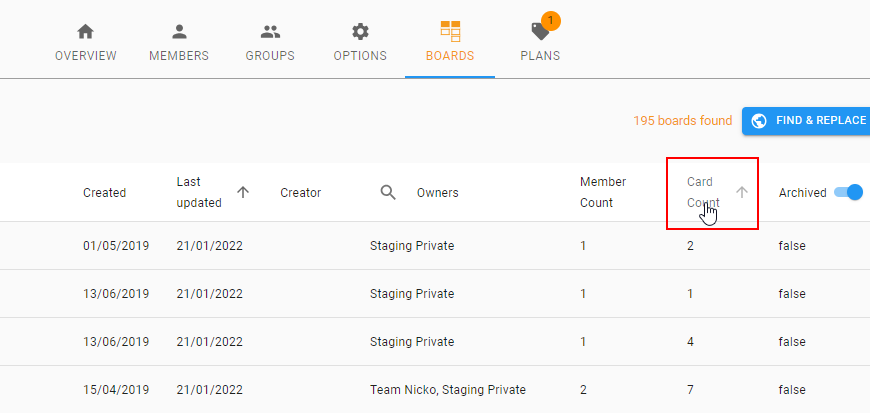 1
OVERVIEW MEMBERS GROUPS OPTIONS BOARDS PLANS
195 boards found FIND & REPLACE
Created Last updated Creator Owners Member Count Card Count Archived
01/05/2019 21/01/2022 Staging Private 1 2 false
13/06/2019 21/01/2022 Staging Private 1 1 false
13/06/2019 21/01/2022 Staging Private 1 4 false
15/04/2019 21/01/2022 Team Nicko, Staging Private 2 7 false